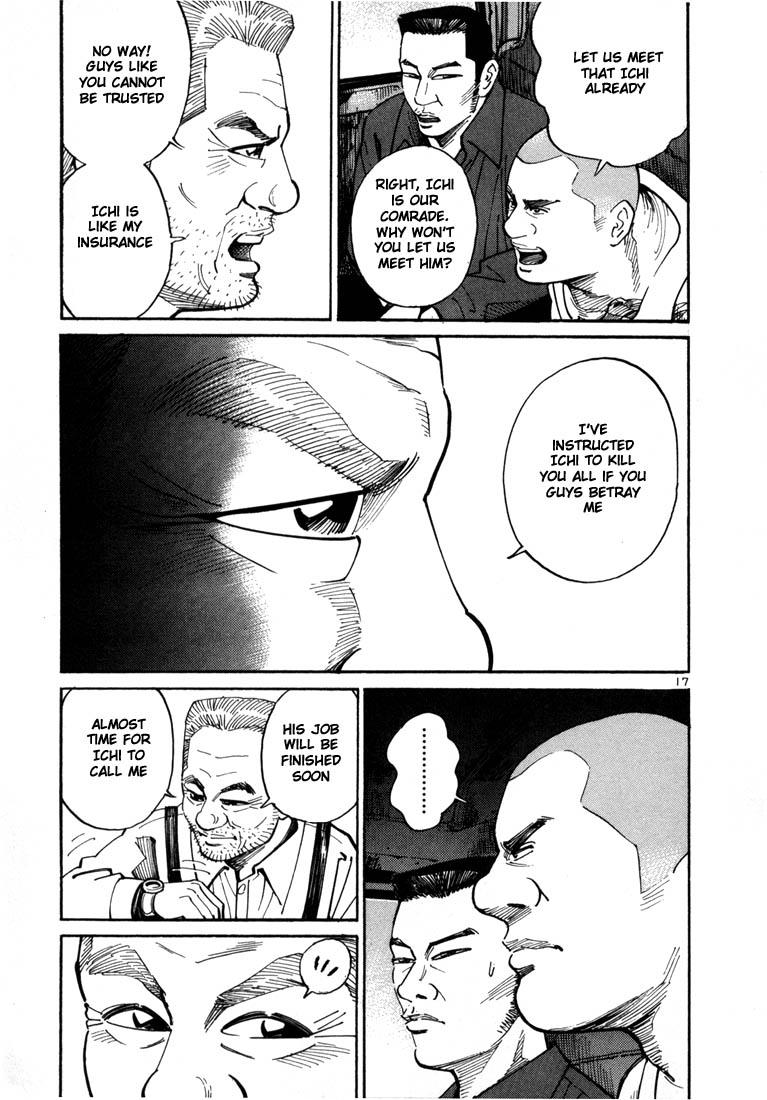 LET US MEET
THAT ICHI
ALREADY
RIGHT, ICHI
IS OUR
COMRADE.
WHY WON'T
YOU LET US
MEET HIM?
NO WAY!
GUYS LIKE
YOU CANNOT
BE TRUSTED
ICHI IS
LIKE MY
INSURANCE
I'VE
INSTRUCTED
ICHI TO KILL
YOU ALL IF YOU
GUYS BETRAY
ME
17
.........
HIS JOB
WILL BE
FINISHED
SOON
ALMOST
TIME FOR
ICHI TO
CALL ME